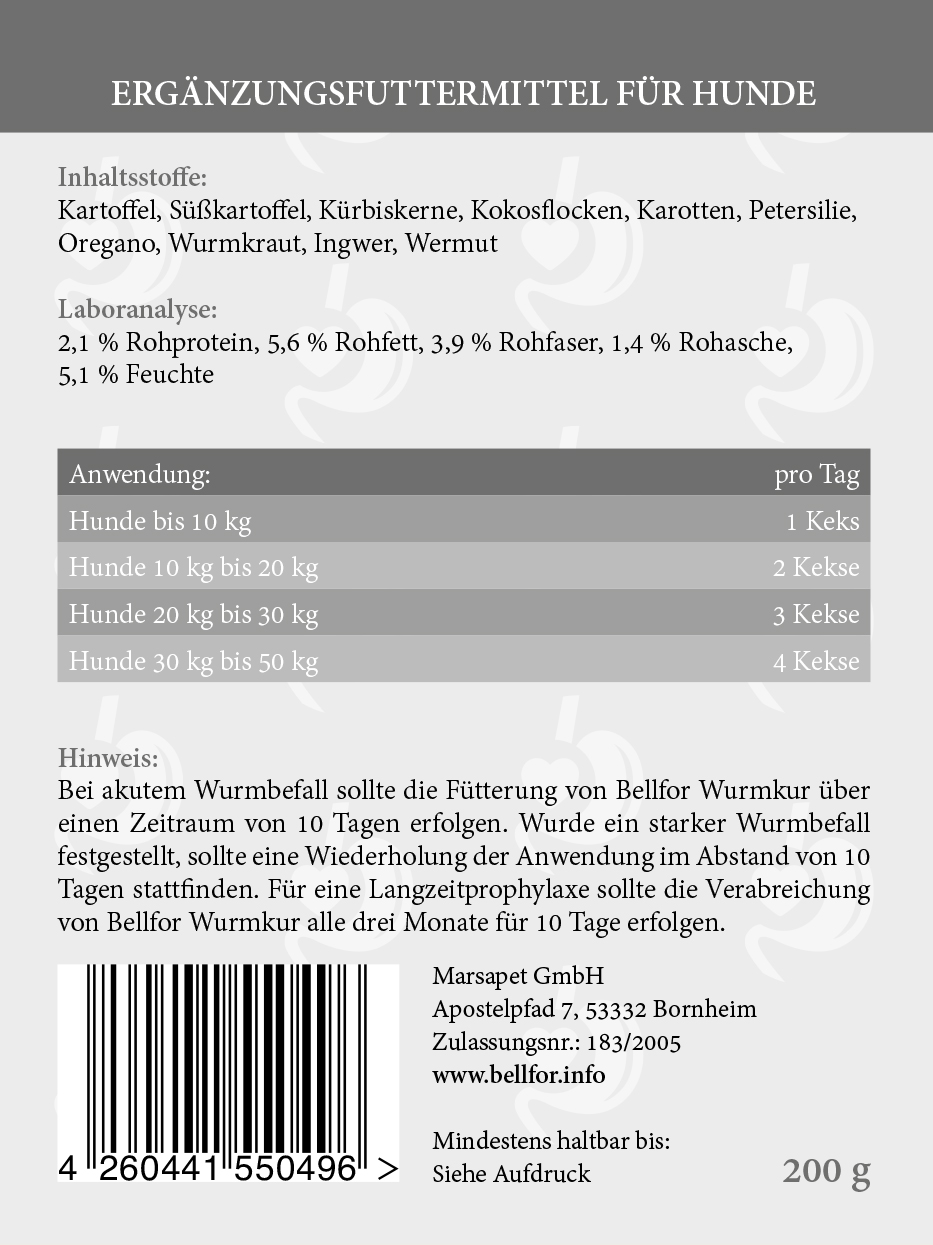 ERGÄNZUNGSFUTTERMITTEL FÜR HUNDE
Inhaltsstoffe:
Kartoffel, Süßkartoffel, Kürbiskerne, Kokosflocken, Karotten, Petersilie,
Oregano, Wurmkraut, Ingwer, Wermut
Laboranalyse:
2,1 % Rohprotein, 5,6 % Rohfett, 3,9 % Rohfaser, 1,4 % Rohasche,
5,1 % Feuchte
Anwendung: pro Tag
Hunde bis 10 kg 1 Keks
Hunde 10 kg bis 20 kg 2 Kekse
Hunde 20 kg bis 30 kg 3 Kekse
Hunde 30 kg bis 50 kg 4 Kekse
Hinweis:
Bei akutem Wurmbefall sollte die Fütterung von Bellfor Wurmkur über
einen Zeitraum von 10 Tagen erfolgen. Wurde ein starker Wurmbefall
festgestellt, sollte eine Wiederholung der Anwendung im Abstand von 10
Tagen stattfinden. Für eine Langzeitprophylaxe sollte die Verabreichung
von Bellfor Wurmkur alle drei Monate für 10 Tage erfolgen.
Marsapet GmbH
Apostelpfad 7, 53332 Bornheim
Zulassungsnr.: 183/2005
www.bellfor.info
Mindestens haltbar bis:
Siehe Aufdruck
200 g
4 260441 550496 >